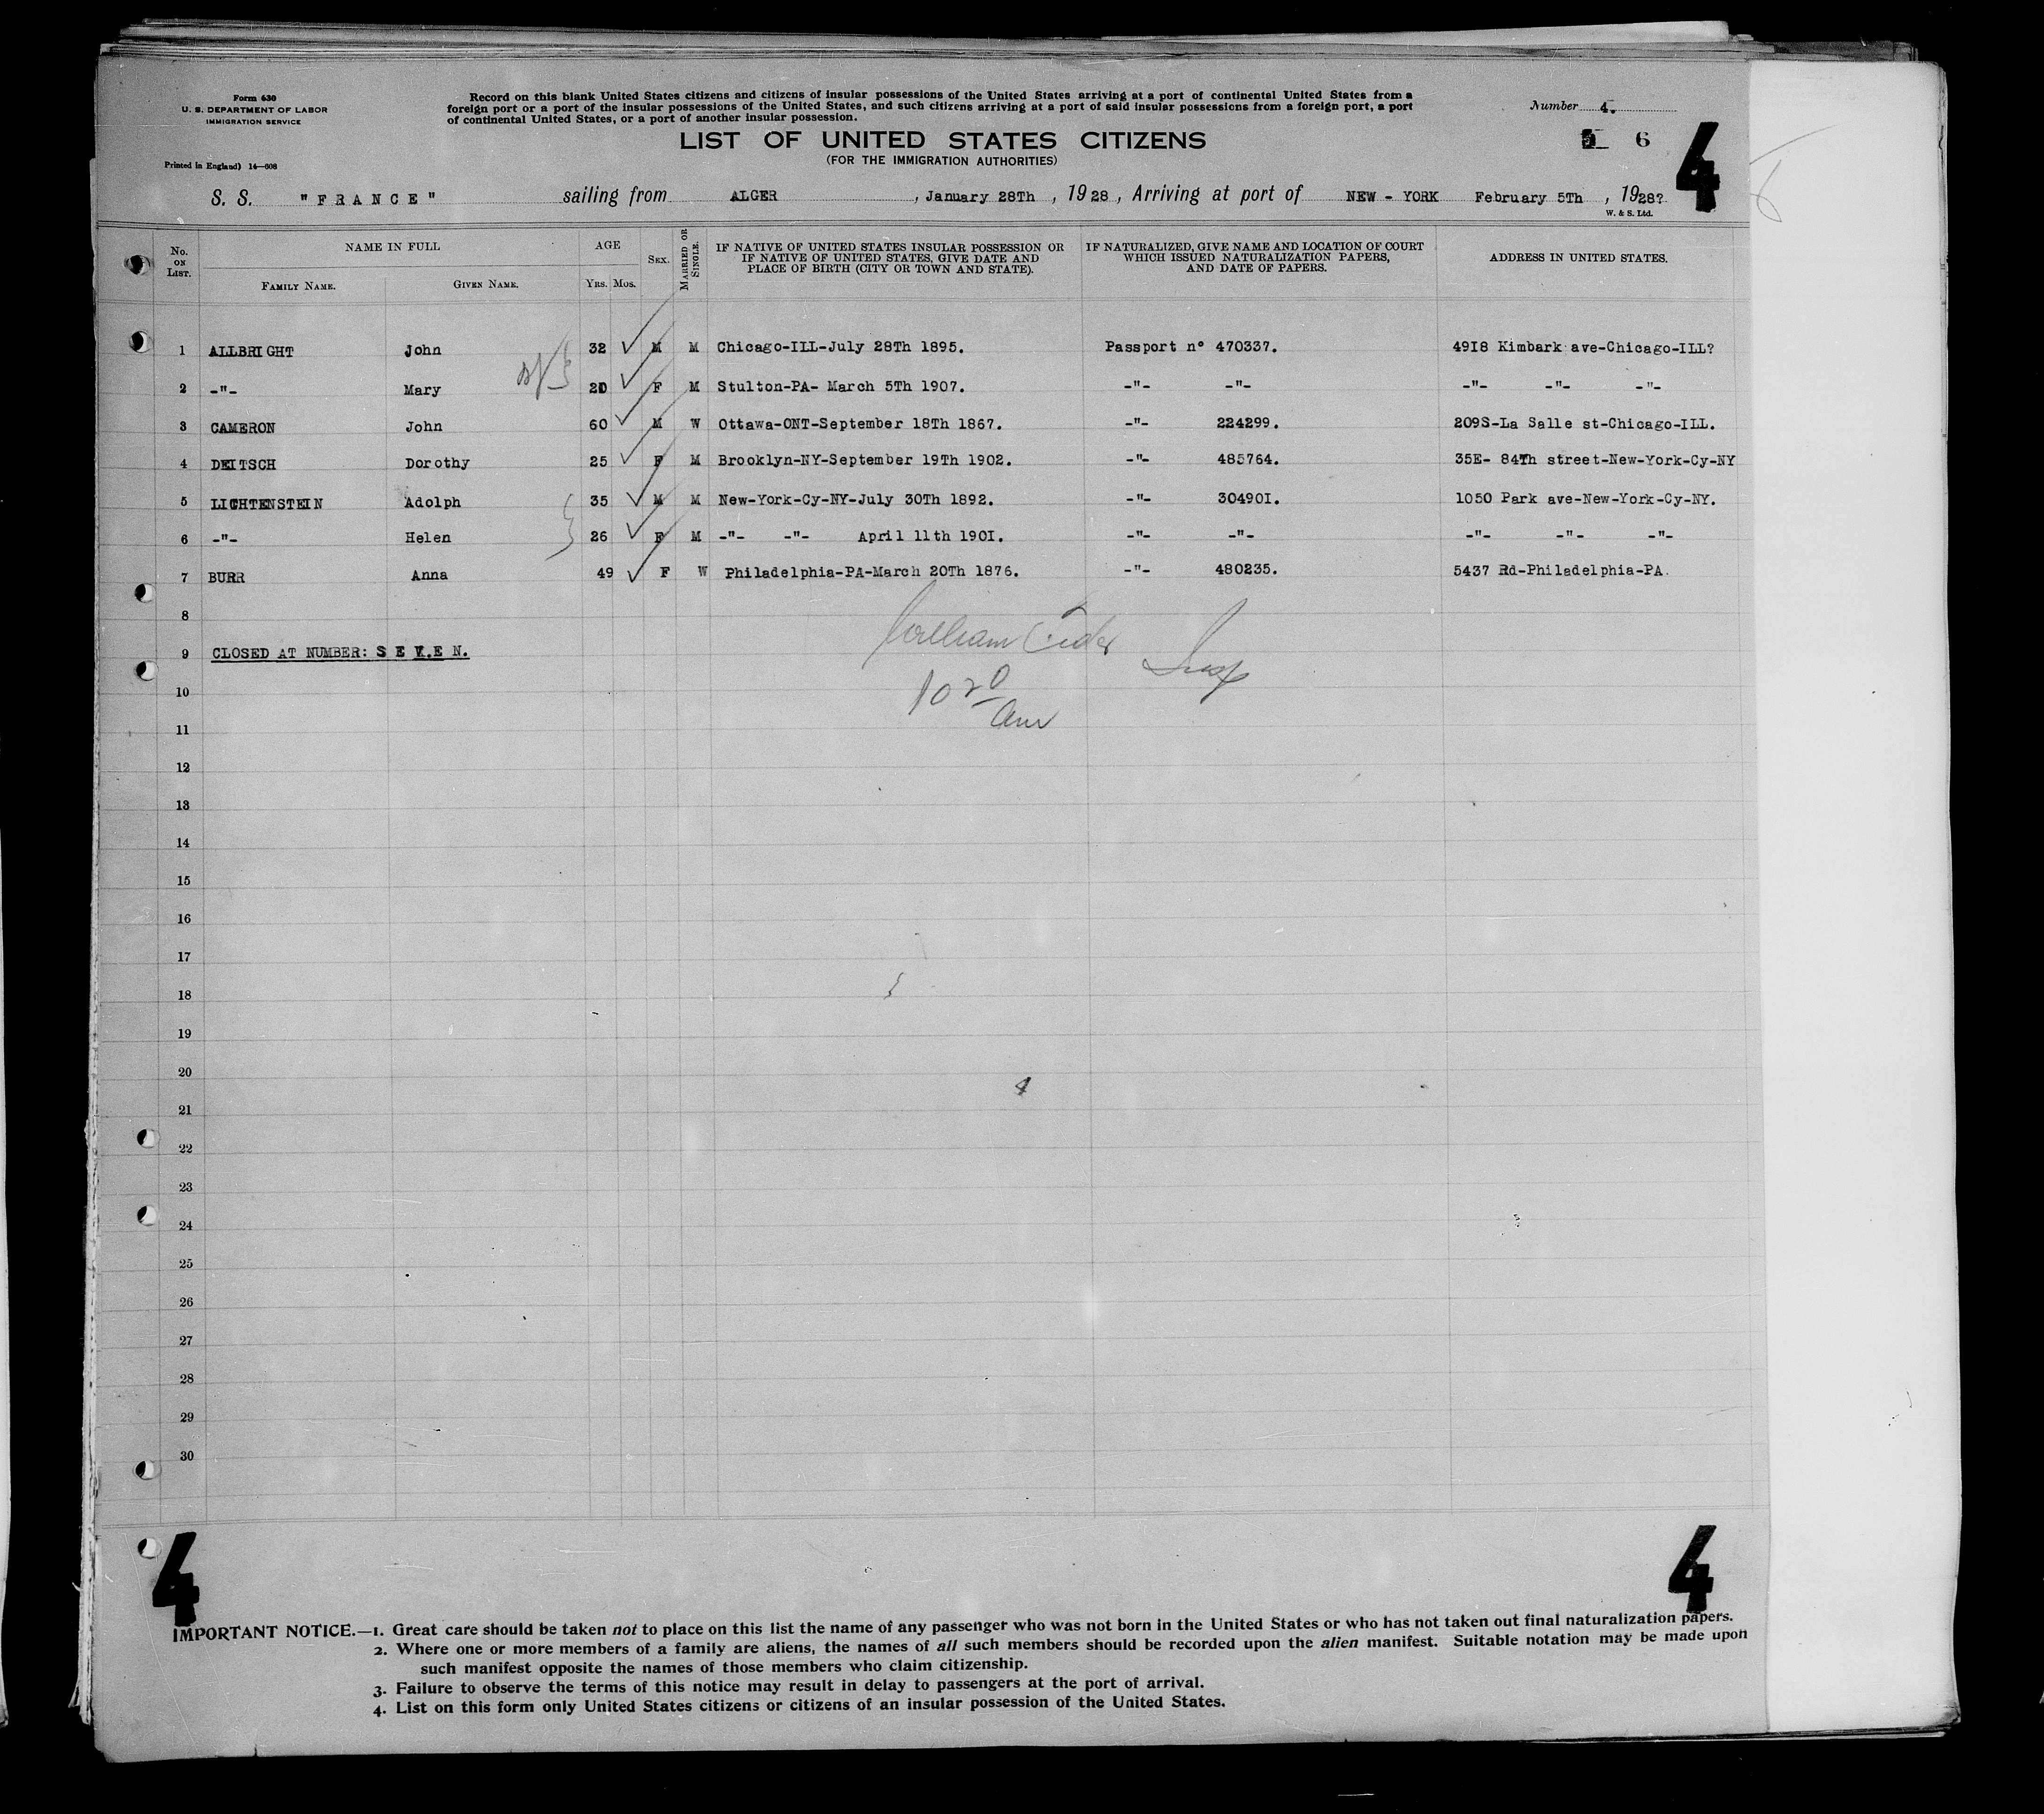 Form 630
U. S. DEPARTMENT OF LABOR
IMMIGRATION SERVICE
Printed in England) 14—608
Record on this blank United States citizens and citizens of insular possessions of the United States arriving at a port of continental United States from a
foreign port or a port of the insular possessions of the United States, and such citizens arriving at a port of said insular possessions from a foreign port, a port
of continental United States, or a port of another insular possession.
LIST OF UNITED STATES CITIZENS
(FOR THE IMMIGRATION AUTHORITIES)
Number 4.
6
4
S. S. "FRANCE" sailing from ALGER, January 28Th, 1928, Arriving at port of NEW - YORK February 5Th, 1928?
W. & S. Ltd.
No. ON LIST. NAME IN FULL AGE SEX. MARRIED OR SINGLE. IF NATIVE OF UNITED STATES INSULAR POSSESSION OR IF NATIVE OF UNITED STATES, GIVE DATE AND PLACE OF BIRTH (CITY OR TOWN AND STATE). IF NATURALIZED, GIVE NAME AND LOCATION OF COURT WHICH ISSUED NATURALIZATION PAPERS, AND DATE OF PAPERS. ADDRESS IN UNITED STATES.
FAMILY NAME. GIVEN NAME. YRS. MOS.
1 ALLBRIGHT John 32 M M Chicago-ILL-July 28Th 1895. Passport n° 470337. 49I8 Kimbark ave-Chicago-ILL?
2 -"- Mary 20 F M Stulton-PA- March 5Th 1907. -"- -"- -"- -"- -"-
3 CAMERON John 60 M W Ottawa-ONT-September 18Th 1867. -"- 224299. 209S-La Salle st-Chicago-ILL.
4 DEITSCH Dorothy 25 F M Brooklyn-NY-September 19Th 1902. -"- 485764. 35E- 84Th street-New-York-Cy-NY
5 LICHTENSTEIN Adolph 35 M M New-York-Cy-NY-July 30Th 1892. -"- 30490I. 1050 Park ave-New-York-Cy-NY.
6 -"- Helen 26 F M -"- -"- April 11th 190I. -"- -"- -"- -"- -"-
7 BURR Anna 49 F W Philadelphia-PA-March 20Th 1876. -"- 480235. 5437 Rd-Philadelphia-PA.
8
9 CLOSED AT NUMBER: SEVEN.
William
Insp
10 20
am
10
11
12
13
14
15
16
17
18
19
20
21
22
23
24
25
26
27
28
29
30
4 4
IMPORTANT NOTICE.—1. Great care should be taken not to place on this list the name of any passenger who was not born in the United States or who has not taken out final naturalization papers.
2. Where one or more members of a family are aliens, the names of all such members should be recorded upon the alien manifest. Suitable notation may be made upon
such manifest opposite the names of those members who claim citizenship.
3. Failure to observe the terms of this notice may result in delay to passengers at the port of arrival.
4. List on this form only United States citizens or citizens of an insular possession of the United States.